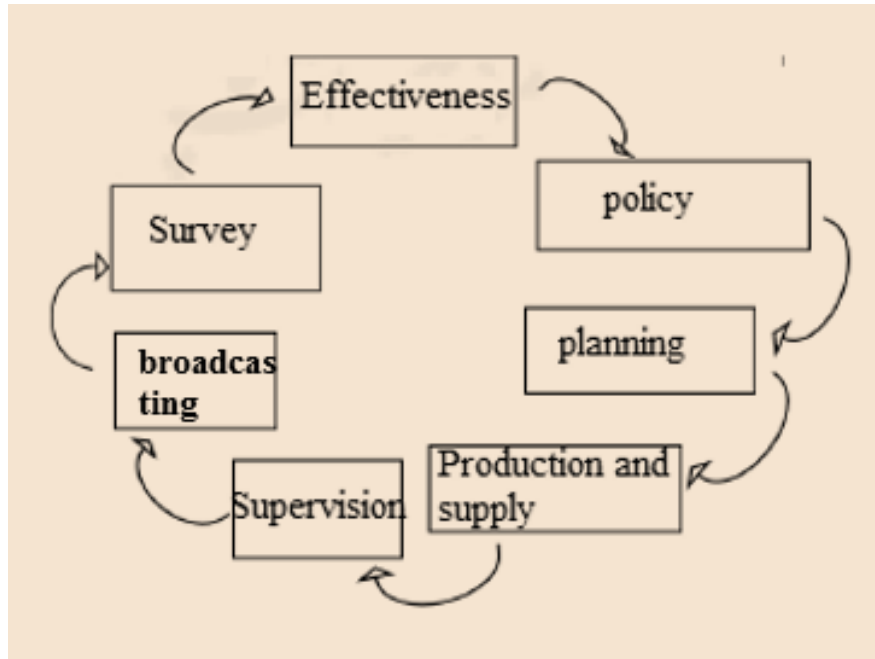 Effectiveness
policy
Survey
planning
broadcas
ting
Production and
supply
Supervision